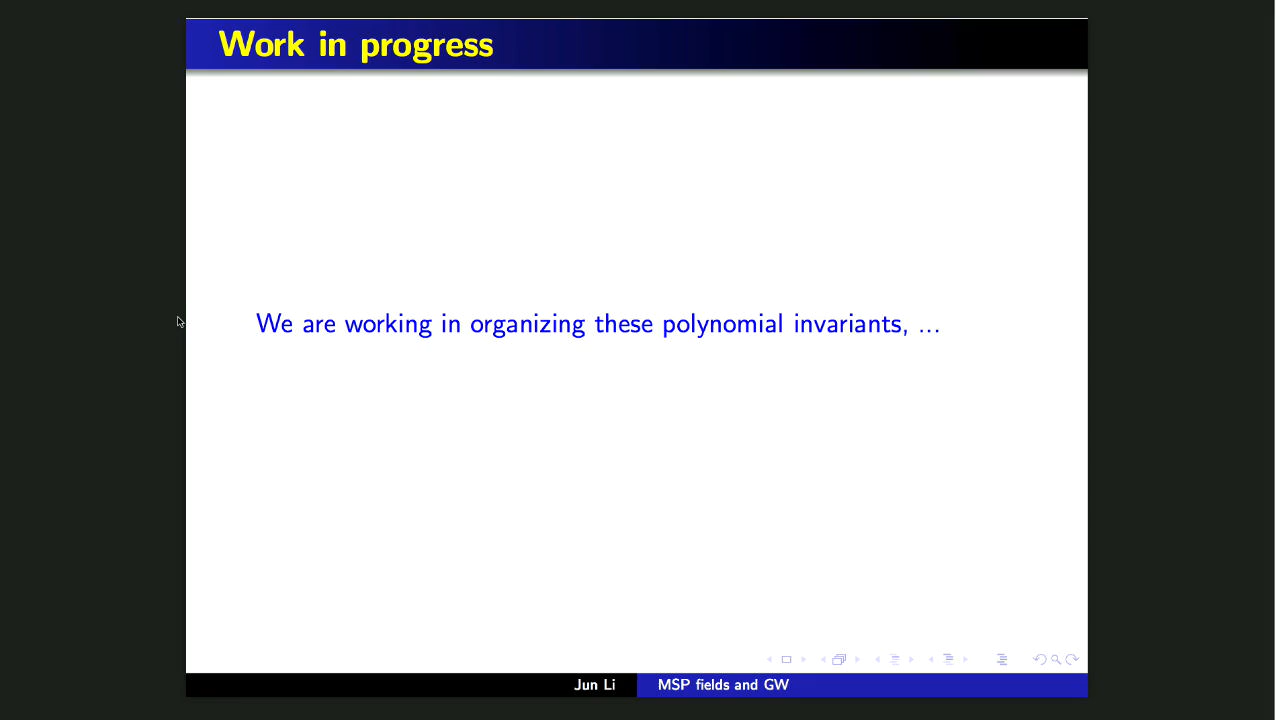 Work in progress
We are working in organizing these polynomial invariants, ...
Jun Li
MSP fields and GW